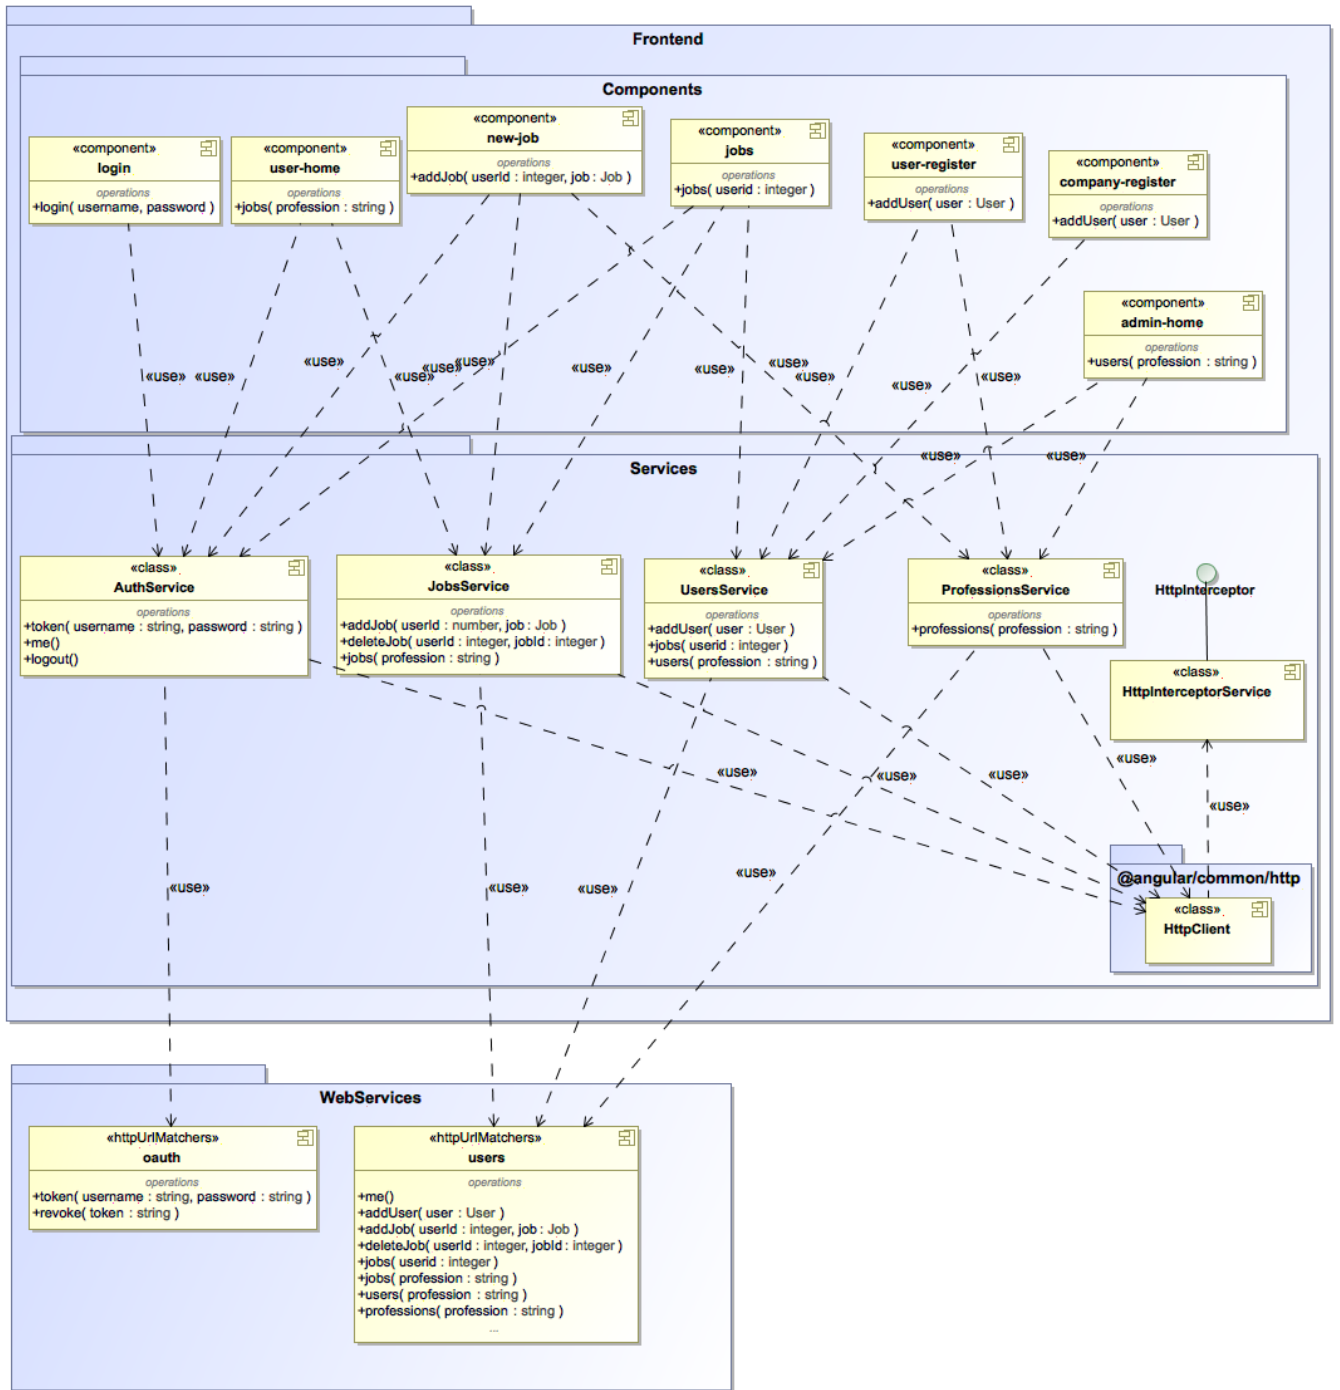 Frontend
Components
«component»
login
operations
+login( username, password )
«component»
user-home
operations
+jobs( profession : string )
«component»
new-job
operations
+addJob( userId : integer, job : Job )
«component»
jobs
operations
+jobs( userid : integer )
«component»
user-register
operations
+addUser( user : User )
«component»
company-register
operations
+addUser( user : User )
«component»
admin-home
operations
+users( profession : string )
«use»
«use»
«use»
«use»
«use»
«use»
«use»
«use»
«use»
«use»
«use»
«use»
«use»
«use»
Services
«class»
AuthService
operations
+token( username : string, password : string )
+me()
+logout()
«class»
JobsService
operations
+addJob( userId : number, job : Job )
+deleteJob( userId : integer, jobId : integer )
+jobs( profession : string )
«class»
UsersService
operations
+addUser( user : User )
+jobs( userid : integer )
+users( profession : string )
«class»
ProfessionsService
operations
+professions( profession : string )
HttpInterceptor
«class»
HttpInterceptorService
«use»
«use»
«use»
«use»
«use»
«use»
«use»
«use»
«use»
@angular/common/http
«class»
HttpClient
WebServices
«httpUrlMatchers»
oauth
operations
+token( username : string, password : string )
+revoke( token : string )
«httpUrlMatchers»
users
operations
+me()
+addUser( user : User )
+addJob( userId : integer, job : Job )
+deleteJob( userId : integer, jobId : integer )
+jobs( userid : integer )
+jobs( profession : string )
+users( profession : string )
+professions( profession : string )
...